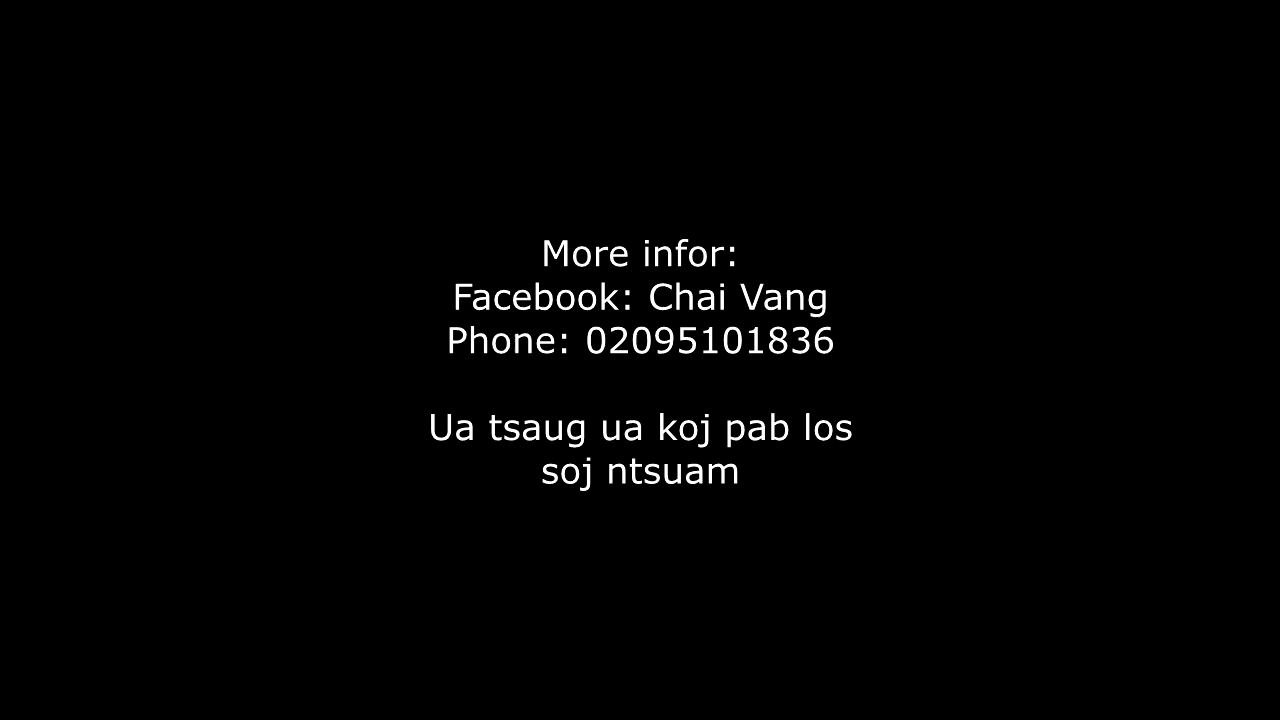 More infor:
Facebook: Chai Vang
Phone: 02095101836
Ua tsaug ua koj pab los
soj ntsuam